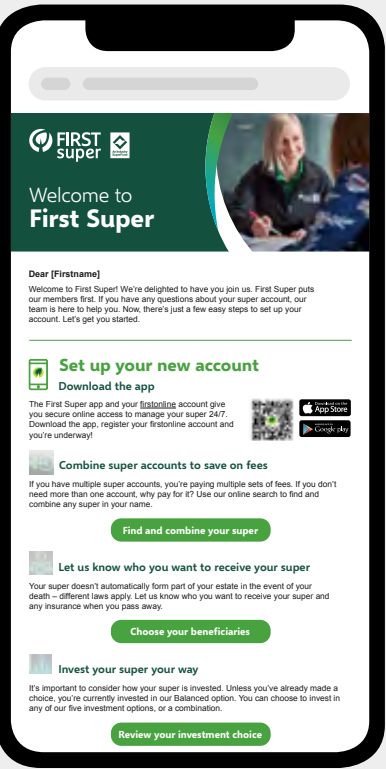 FIRST
super
Welcome to
First Super
Dear [Firstname]
Welcome to First Super! We're delighted to have you join us. First Super puts
our members first. If you have any questions about your super account, our
team is here to help you. Now, there's just a few easy steps to set up your
account. Let's get you started.
Set up your new account
Download the app
The First Super app and your firstonline account give
you secure online access to manage your super 24/7.
Download the app, register your firstonline account and
you're underway!
Download on the
App Store
Google play
Combine super accounts to save on fees
If you have multiple super accounts, you're paying multiple sets of fees. If you don't
need more than one account, why pay for it? Use our online search to find and
combine any super in your name.
Find and combine your super
Let us know who you want to receive your super
Your super doesn't automatically form part of your estate in the event of your
death – different laws apply. Let us know who you want to receive your super and
any insurance when you pass away.
Choose your beneficiaries
Invest your super your way
It's important to consider how your super is invested. Unless you've already made a
choice, you're currently invested in our Balanced option. You can choose to invest in
any of our five investment options, or a combination.
Review your investment choice